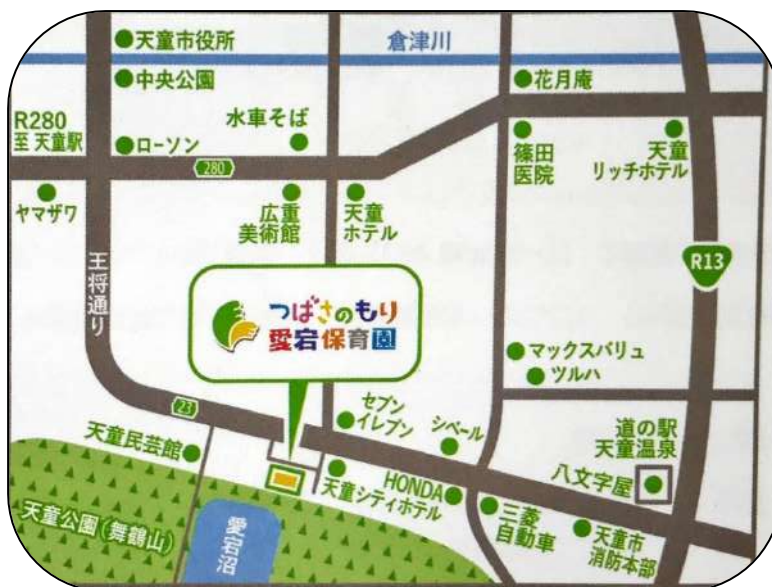 天童市役所
倉津川
中央公園
花月庵
R280
至 天童駅
水車そば
ローソン
280
篠田
医院
天童
リッチホテル
ヤマザワ
広重
美術館
天童
ホテル
王将通り
R13
つばさのもり
愛宕保育園
マックスバリュ
ツルハ
23
セブン
イレブン
シベール
道の駅
天童温泉
天童民芸館
八文字屋
天童シティホテル
HONDA
三菱
自動車
天童市
消防本部
天童公園(舞鶴山)
愛宕沼